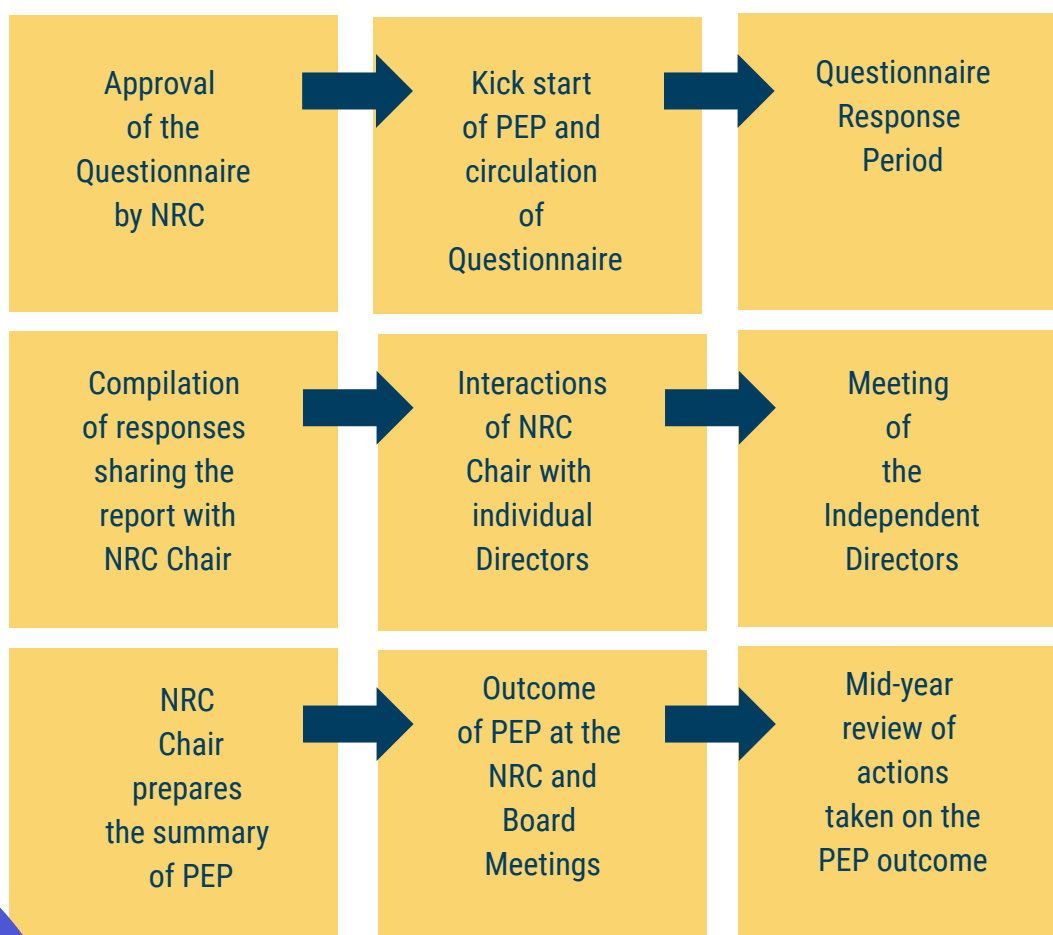 Approval
of the
Questionnaire
by NRC
Kick start
of PEP and
circulation
of
Questionnaire
Questionnaire
Response
Period
Compilation
of responses
sharing the
report with
NRC Chair
Interactions
of NRC
Chair with
individual
Directors
Meeting
of
the
Independent
Directors
NRC
Chair
prepares
the summary
of PEP
Outcome
of PEP at the
NRC and
Board
Meetings
Mid-year
review of
actions
taken on the
PEP outcome